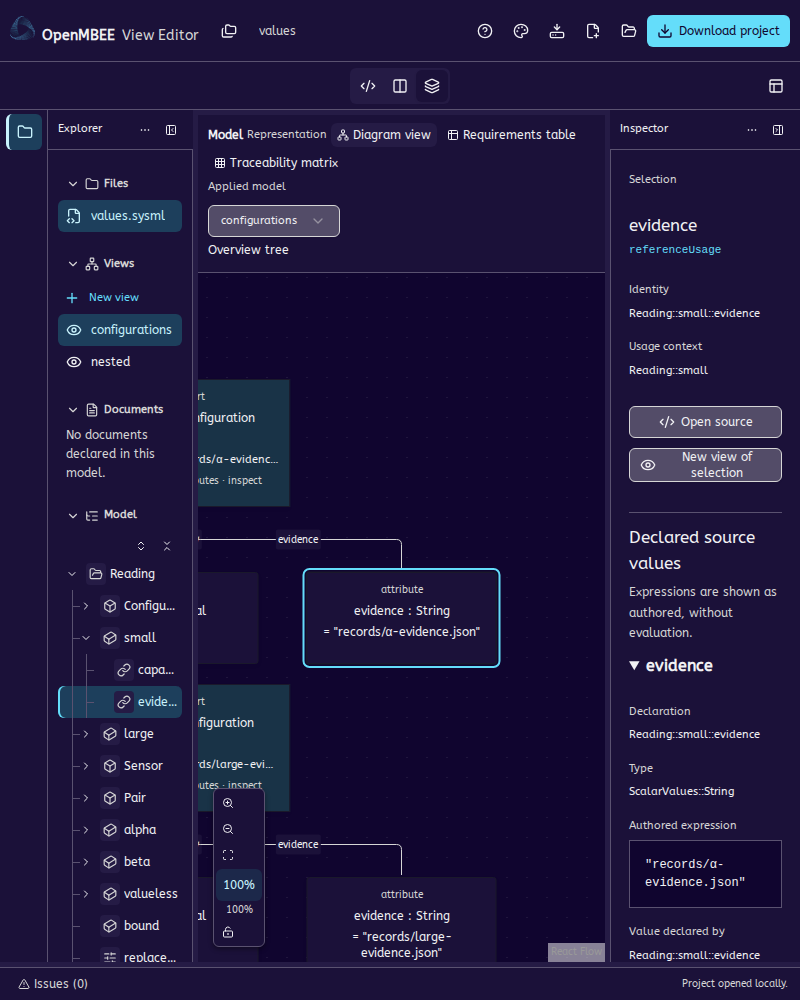 OpenMBEE View Editor
values
Download project
Explorer
Files
values.sysml
Views
New view
configurations
nested
Documents
No documents
declared in this
model.
Model
Reading
Configu...
small
capa...
evide...
large
Sensor
Pair
alpha
beta
valueless
bound
replace...
Model Representation Diagram view Requirements table
Traceability matrix
Applied model
configurations
Overview tree
rt
nfiguration
rds/α-evidenc...
utes · inspect
evidence
al
attribute
evidence : String
= "records/α-evidence.json"
nfiguration
rds/large-evi...
utes · inspect
evidence
al
attribute
evidence : String
= "records/large-
evidence.json"
100%
100%
React Flow
Inspector
Selection
evidence
referenceUsage
Identity
Reading::small::evidence
Usage context
Reading::small
Open source
New view of
selection
Declared source
values
Expressions are shown as
authored, without
evaluation.
evidence
Declaration
Reading::small::evidence
Type
ScalarValues::String
Authored expression
"records/α-
evidence.json"
Value declared by
Reading::small::evidence
Issues (0)
Project opened locally.